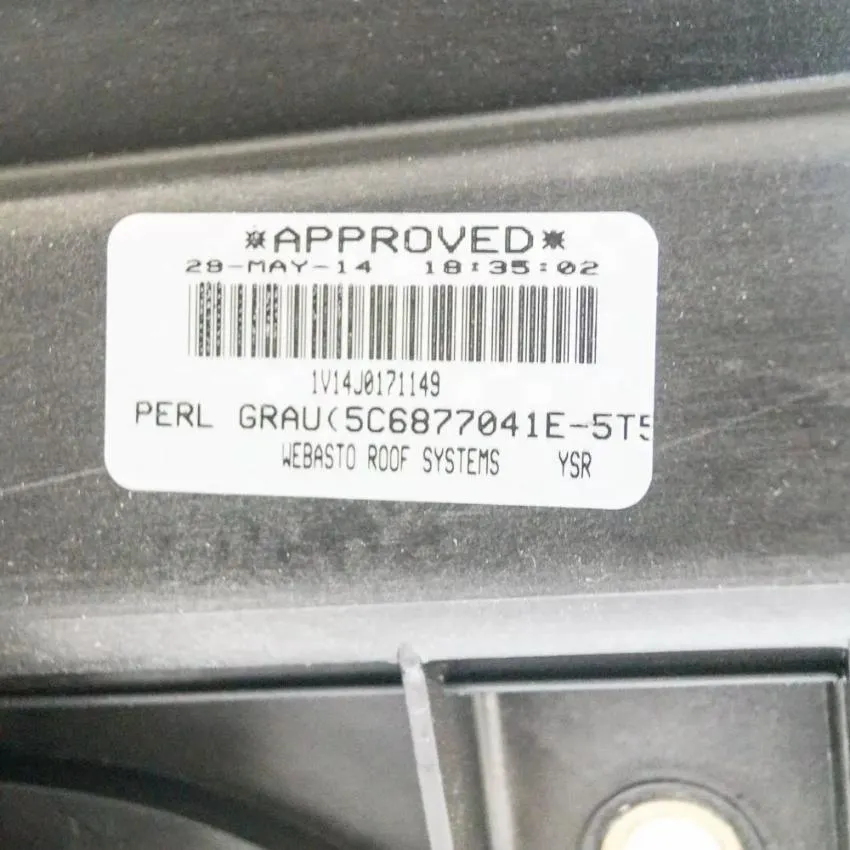 *APPROVED*
28-MAY-14 18:35:02
1V14J0171149
PERL GRAU(5C6877041E-5T5
WEBASTO ROOF SYSTEMS YSR